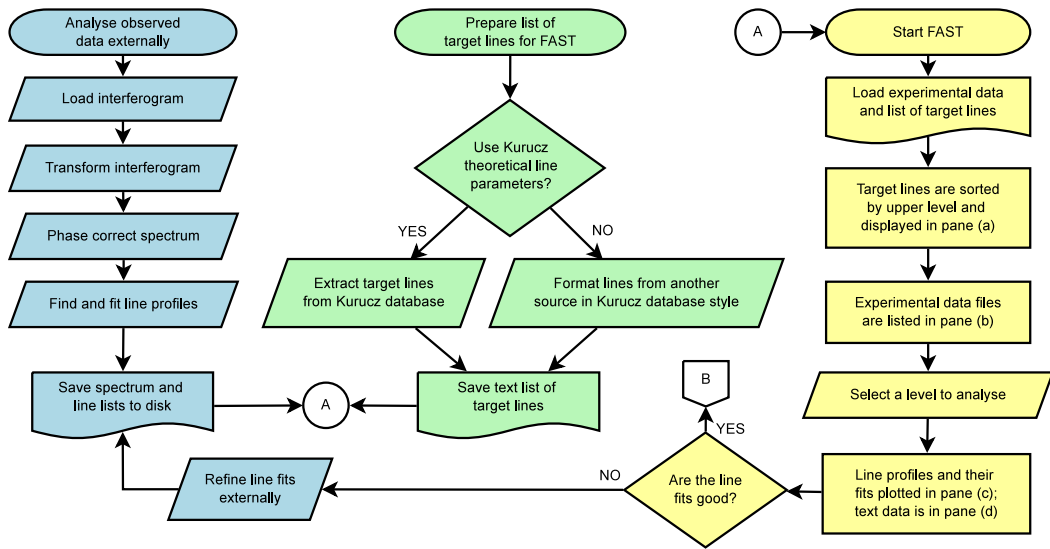 Analyse observed
data externally
Load interferogram
Transform interferogram
Phase correct spectrum
Find and fit line profiles
Save spectrum and
line lists to disk
Refine line fits
externally
Prepare list of
target lines for FAST
Use Kurucz
theoretical line
parameters?
YES
NO
Extract target lines
from Kurucz database
Format lines from another
source in Kurucz database style
Save text list of
target lines
A
A
Start FAST
Load experimental data
and list of target lines
Target lines are sorted
by upper level and
displayed in pane (a)
Experimental data files
are listed in pane (b)
Select a level to analyse
Line profiles and their
fits plotted in pane (c);
text data is in pane (d)
Are the line
fits good?
YES
NO
B